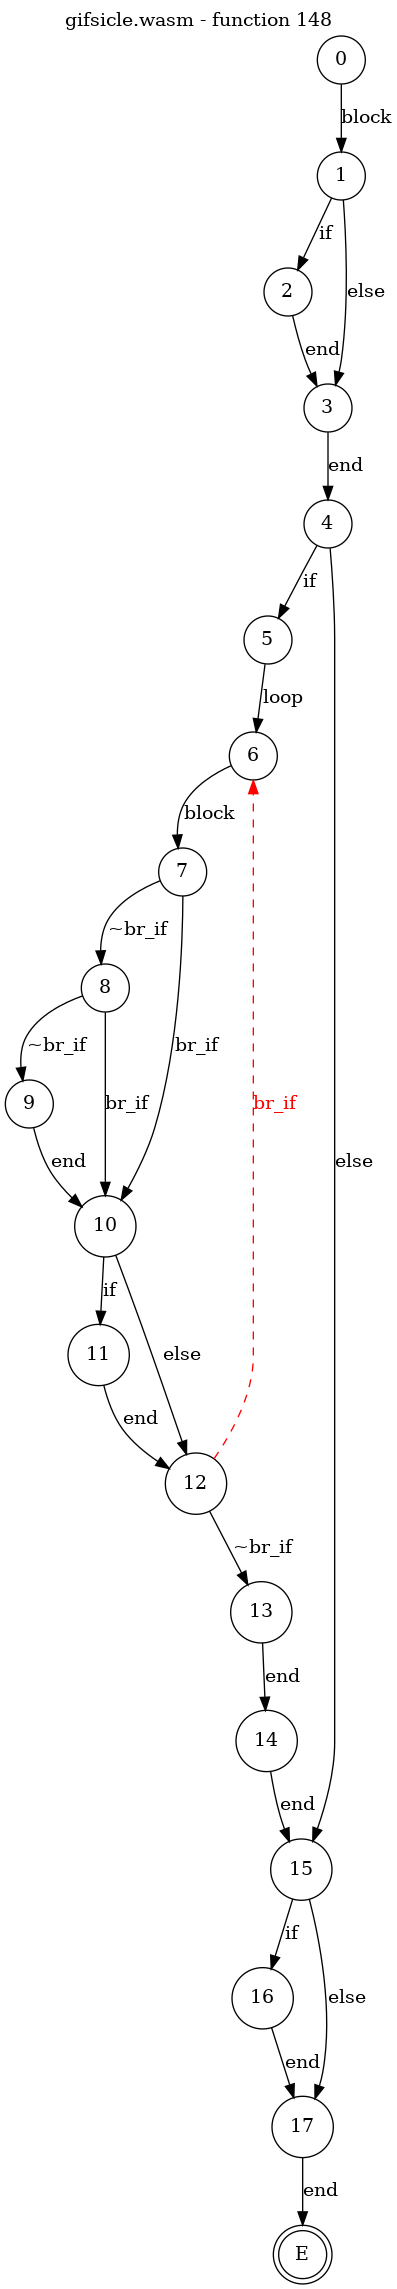 gifsicle.wasm - function 148
0
block
1
if
2
else
end
3
end
4
if
5
loop
6
block
7
~br_if
8
~br_if
br_if
9
br_if
br_if
end
else
10
if
11
else
end
12
~br_if
13
end
14
end
15
if
16
else
end
17
end
E